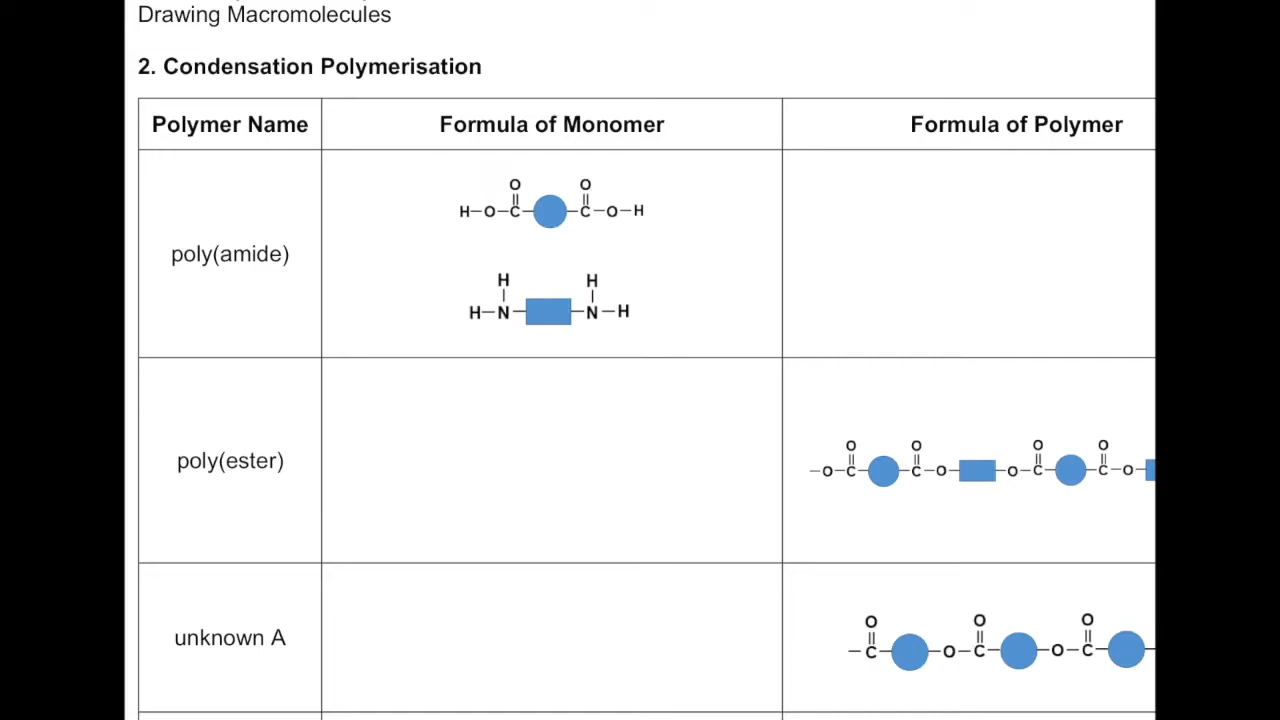 Drawing Macromolecules
2. Condensation Polymerisation
Polymer Name Formula of Monomer Formula of Polymer
poly(amide)
O O
H–O–C– –C–O–H
H H
H–N– –N–H
poly(ester)
O O O O
–O–C– –C–O– –O–C– –C–O–
unknown A
O O O
–C– –O–C– –O–C– –